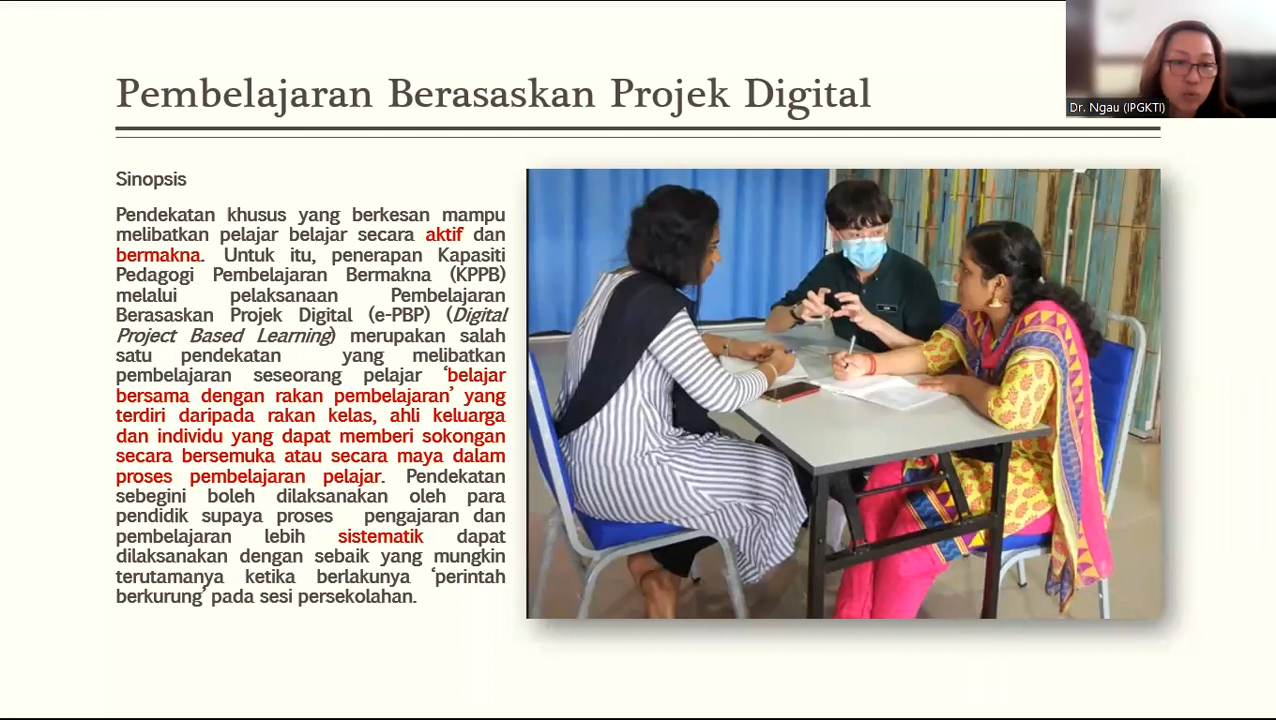 Pembelajaran Berasaskan Projek Digital
Dr. Ngau (IPGKTI)
Sinopsis
Pendekatan khusus yang berkesan mampu
melibatkan pelajar belajar secara aktif dan
bermakna. Untuk itu, penerapan Kapasiti
Pedagogi Pembelajaran Bermakna (KPPB)
melalui pelaksanaan Pembelajaran
Berasaskan Projek Digital (e-PBP) (Digital
Project Based Learning) merupakan salah
satu pendekatan yang melibatkan
pembelajaran seseorang pelajar ‘belajar
bersama dengan rakan pembelajaran’ yang
terdiri daripada rakan kelas, ahli keluarga
dan individu yang dapat memberi sokongan
secara bersemuka atau secara maya dalam
proses pembelajaran pelajar. Pendekatan
sebegini boleh dilaksanakan oleh para
pendidik supaya proses pengajaran dan
pembelajaran lebih sistematik dapat
dilaksanakan dengan sebaik yang mungkin
terutamanya ketika berlakunya ‘perintah
berkurung’ pada sesi persekolahan.